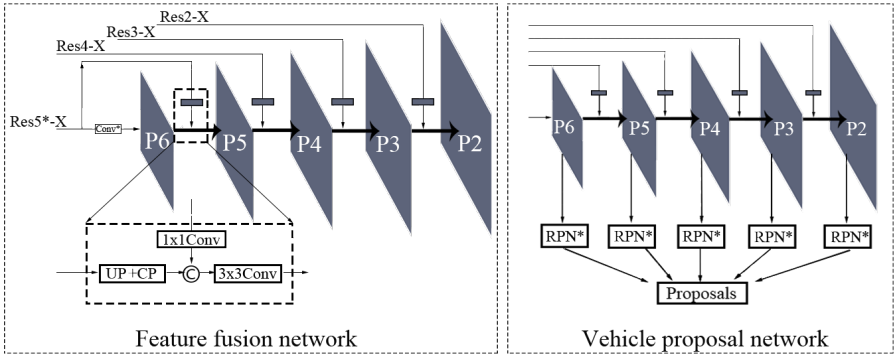 Res2-X
Res3-X
Res4-X
Res5*-X
Conv*
P6
P5
P4
P3
P2
1x1Conv
UP+CP
C
3x3Conv
Feature fusion network
P6
P5
P4
P3
P2
RPN*
RPN*
RPN*
RPN*
RPN*
Proposals
Vehicle proposal network